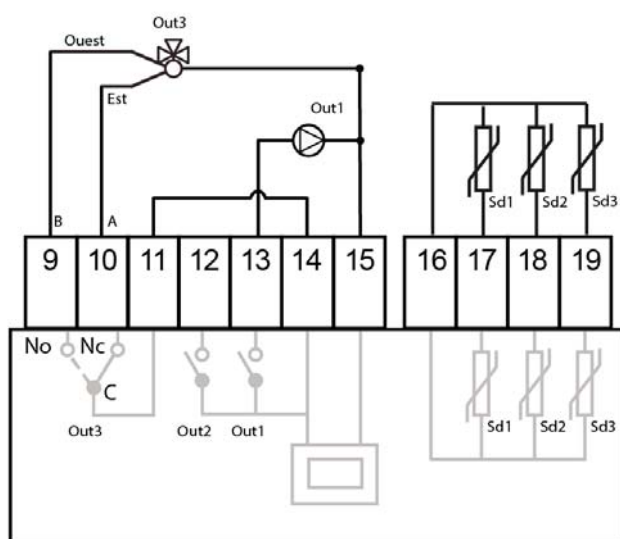 Out3
Ouest
Est
Out1
B
A
Sd1
Sd2
Sd3
9
10
11
12
13
14
15
16
17
18
19
No
Nc
C
Out3
Out2
Out1
Sd1
Sd2
Sd3